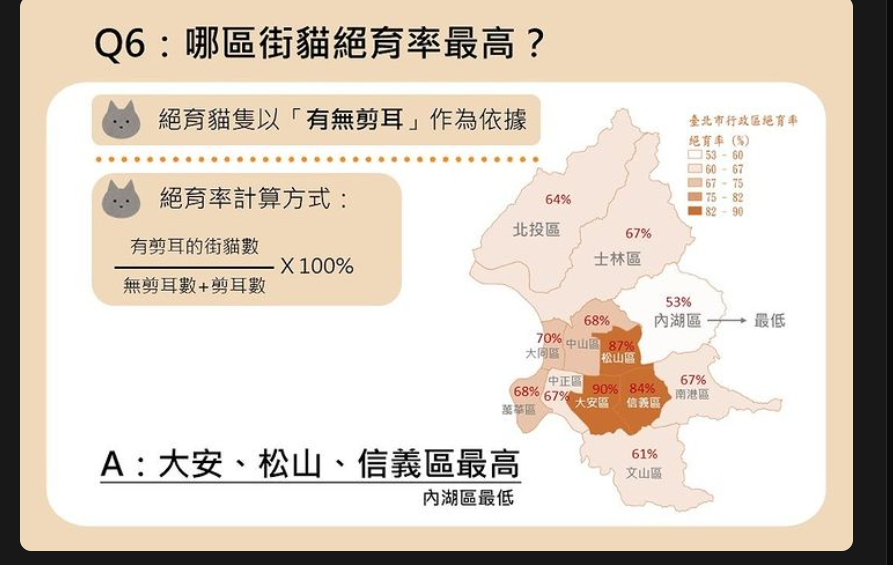 Q6：哪區街貓絕育率最高？
絕育貓隻以「有無剪耳」作為依據
絕育率計算方式：
有剪耳的街貓數
無剪耳數+剪耳數
X 100%
臺北市行政區絕育率
絕育率 (%)
53 - 60
60 - 67
67 - 75
75 - 82
82 - 90
64%
北投區
67%
士林區
53%
內湖區
最低
68%
中山區
70%
大同區
87%
松山區
中正區
67%
68%
萬華區
90%
大安區
84%
信義區
67%
南港區
61%
文山區
A：大安、松山、信義區最高
內湖區最低